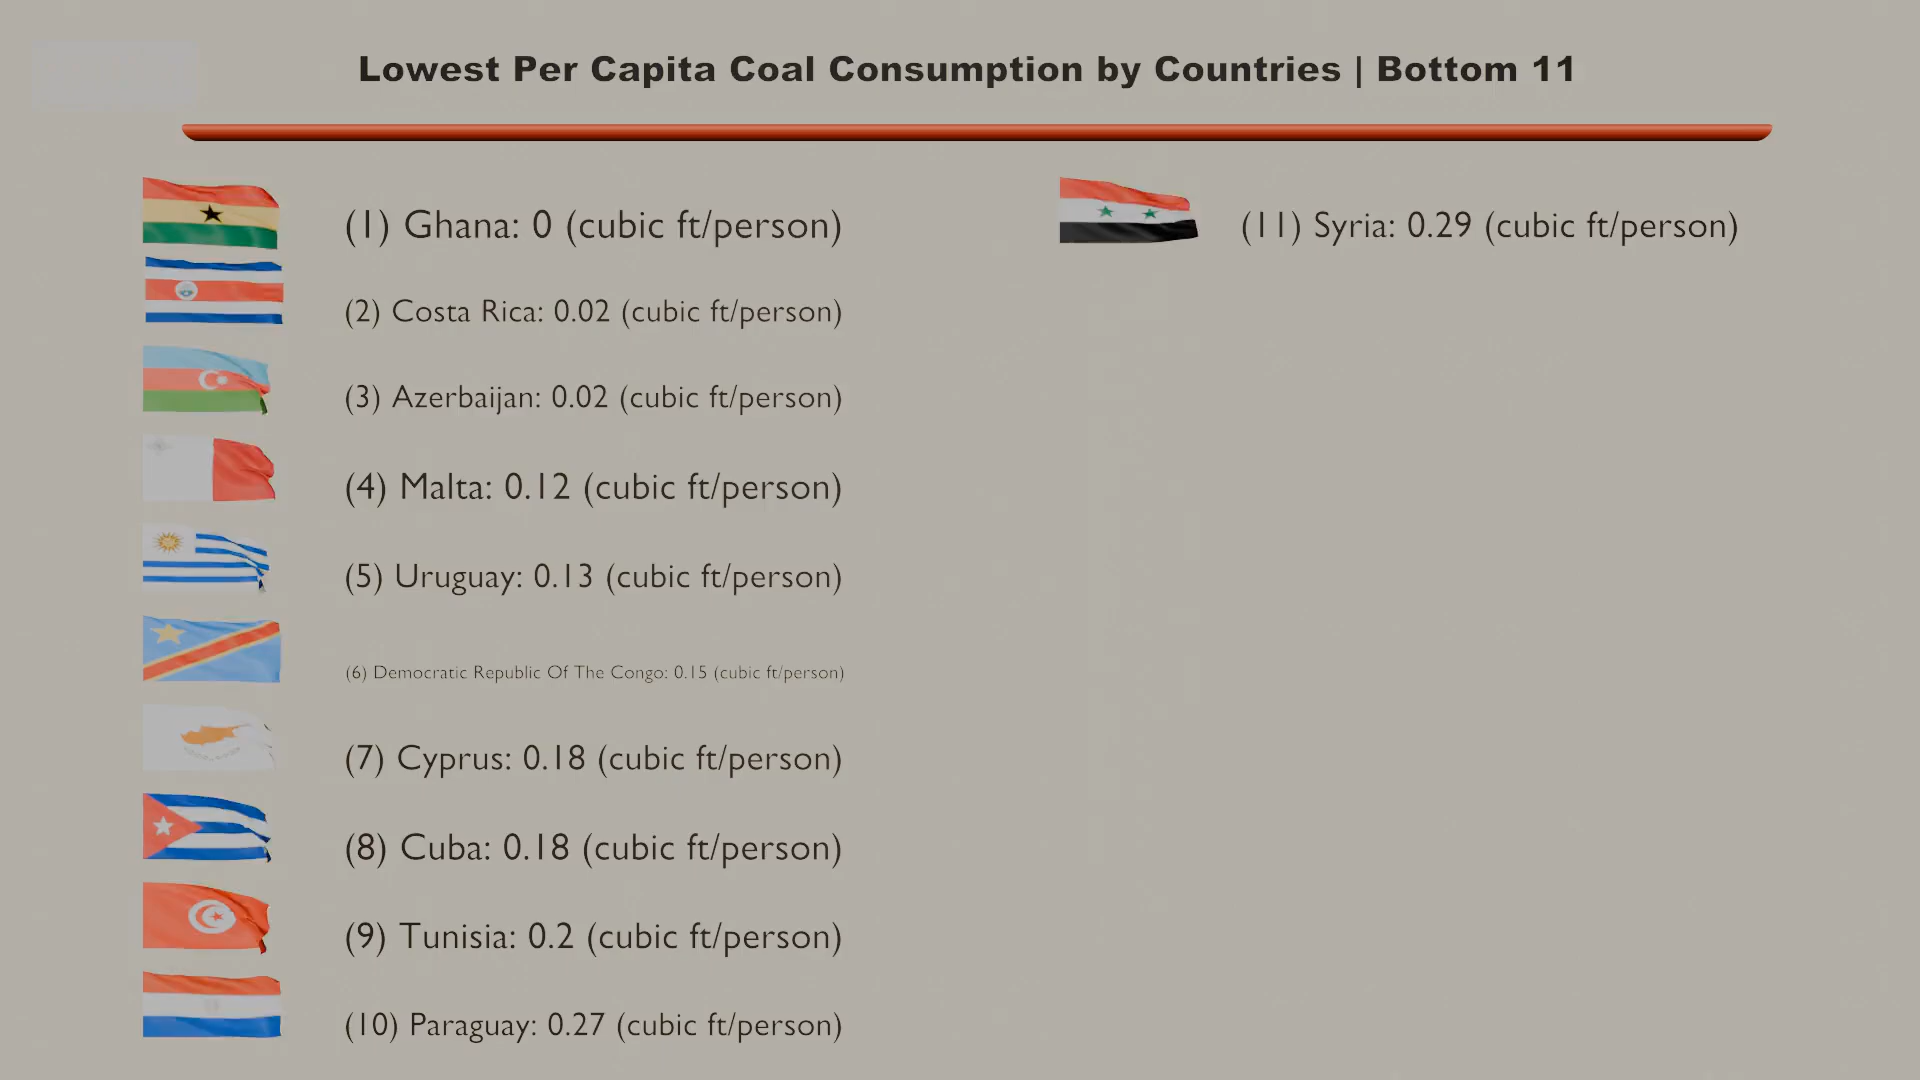 Lowest Per Capita Coal Consumption by Countries | Bottom 11
(1) Ghana: 0 (cubic ft/person)
(2) Costa Rica: 0.02 (cubic ft/person)
(3) Azerbaijan: 0.02 (cubic ft/person)
(4) Malta: 0.12 (cubic ft/person)
(5) Uruguay: 0.13 (cubic ft/person)
(6) Democratic Republic Of The Congo: 0.15 (cubic ft/person)
(7) Cyprus: 0.18 (cubic ft/person)
(8) Cuba: 0.18 (cubic ft/person)
(9) Tunisia: 0.2 (cubic ft/person)
(10) Paraguay: 0.27 (cubic ft/person)
(11) Syria: 0.29 (cubic ft/person)